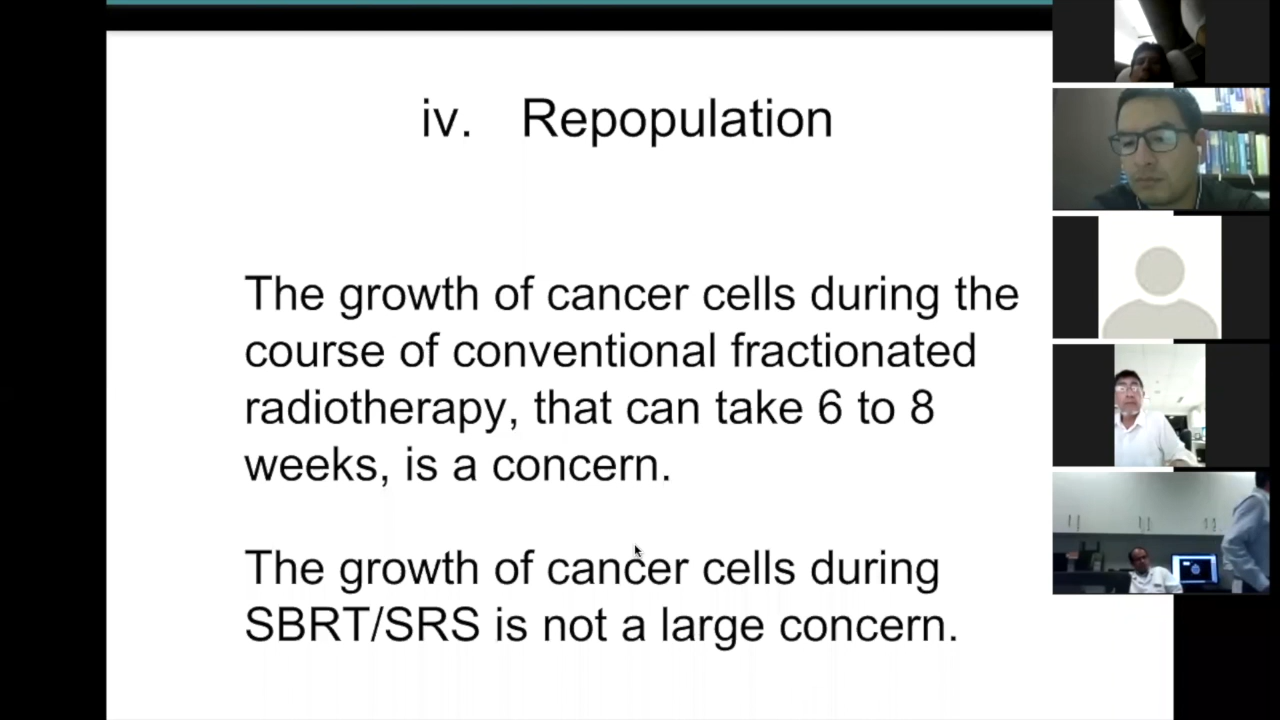 iv. Repopulation
The growth of cancer cells during the
course of conventional fractionated
radiotherapy, that can take 6 to 8
weeks, is a concern.
The growth of cancer cells during
SBRT/SRS is not a large concern.